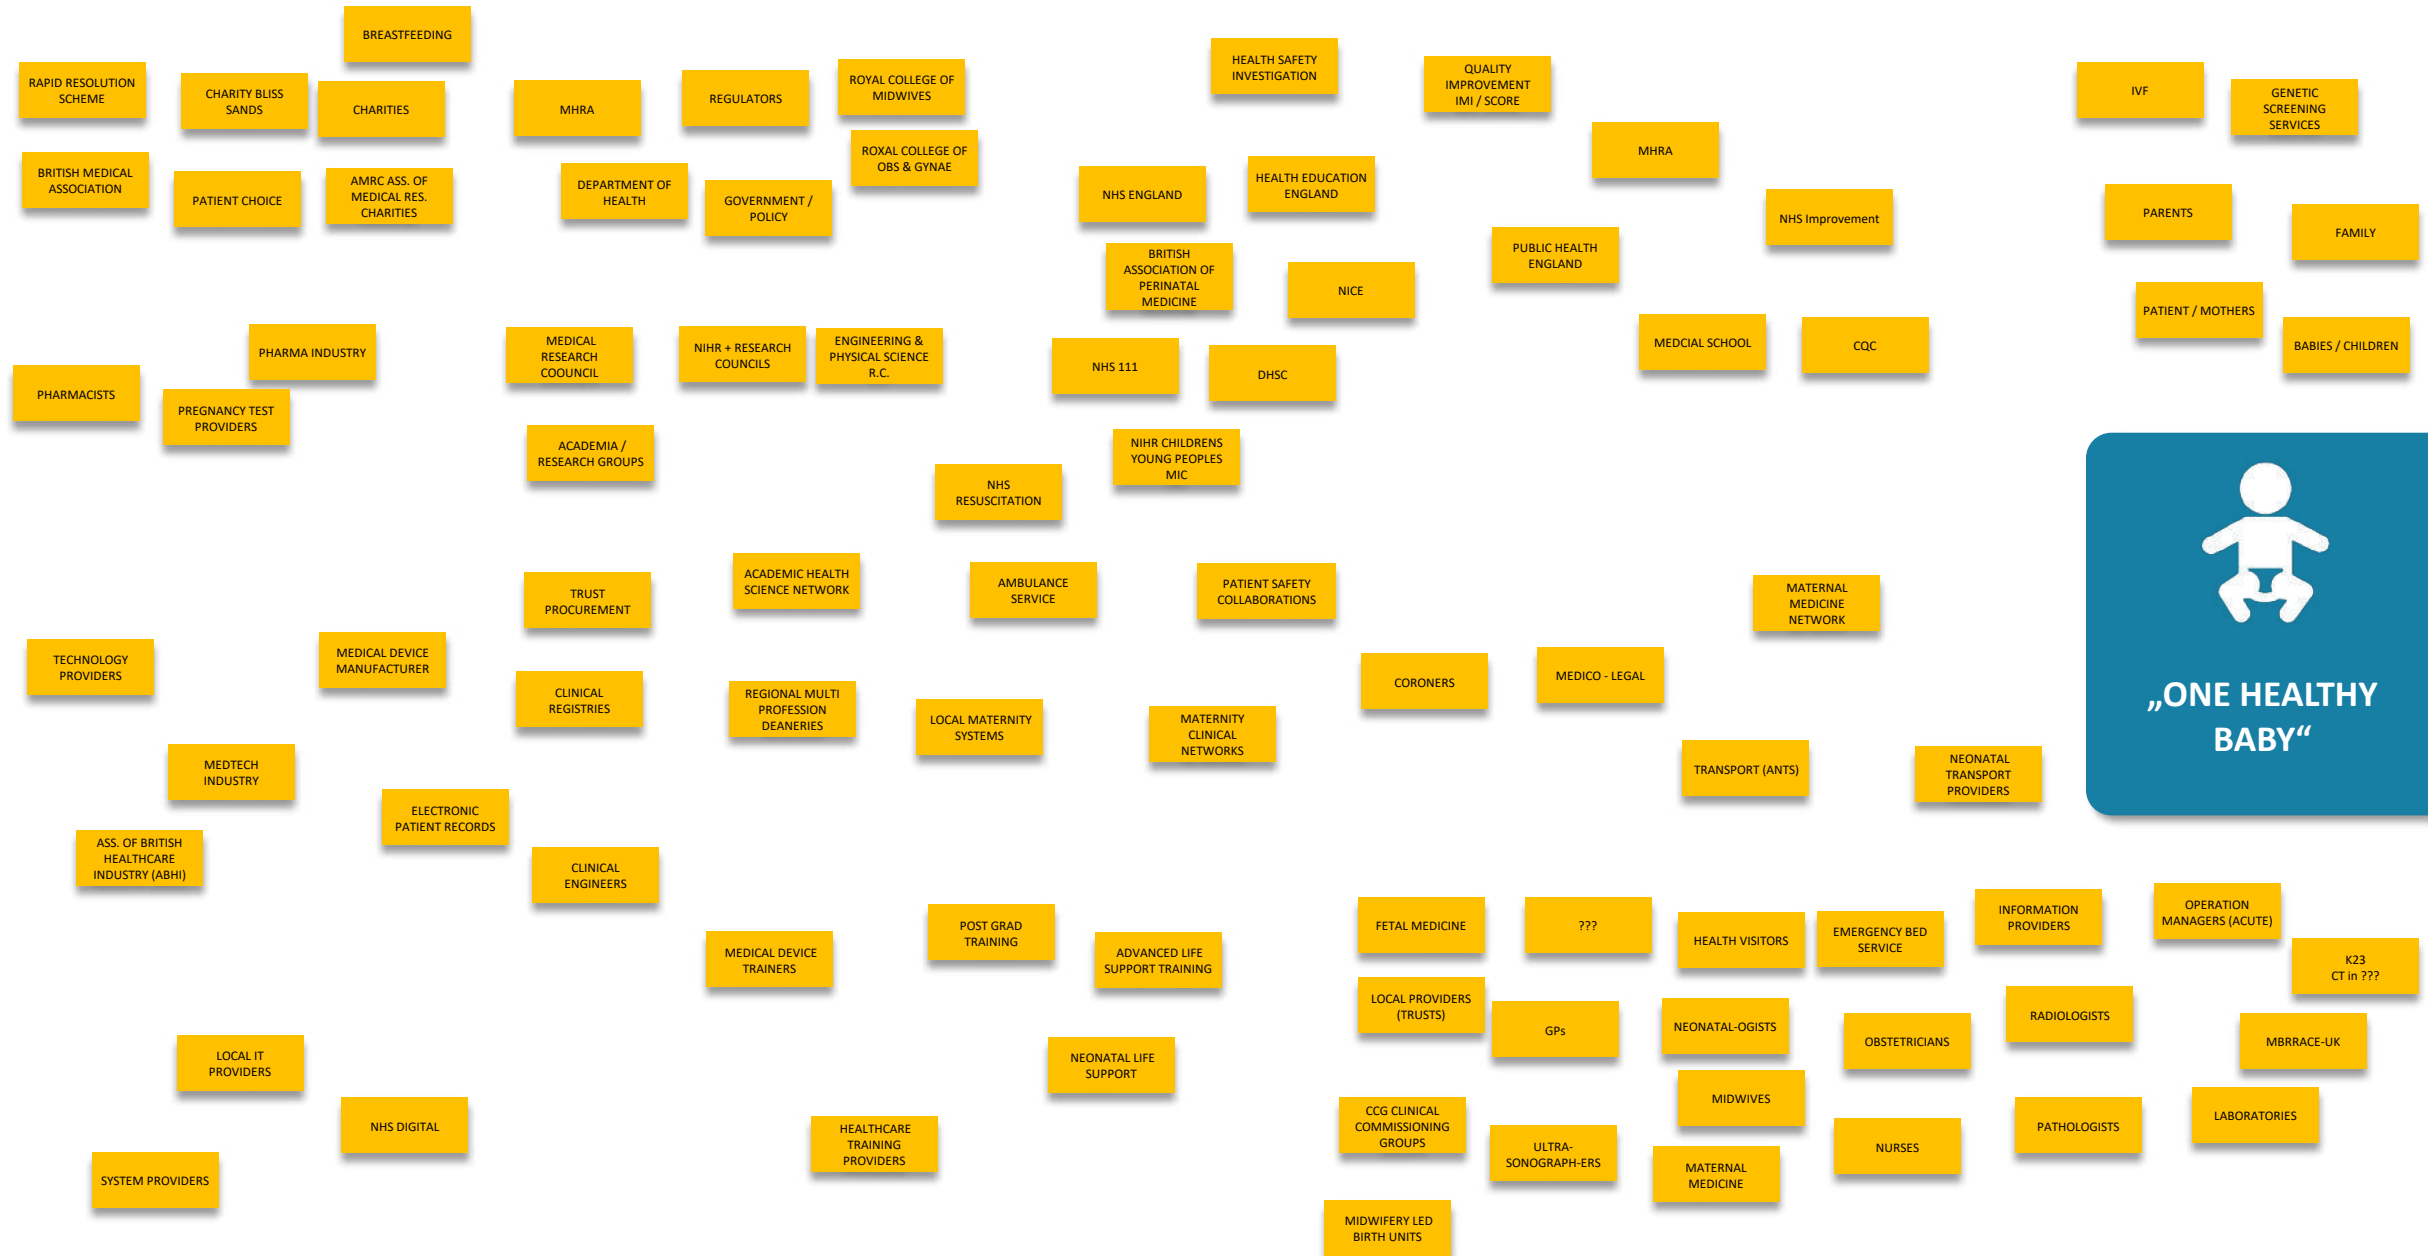 BREASTFEEDING
RAPID RESOLUTION
SCHEME
CHARITY BLISS
SANDS
CHARITIES
MHRA
REGULATORS
ROYAL COLLEGE OF
MIDWIVES
BRITISH MEDICAL
ASSOCIATION
PATIENT CHOICE
AMRC ASS. OF
MEDICAL RES.
CHARITIES
DEPARTMENT OF
HEALTH
GOVERNMENT /
POLICY
ROXAL COLLEGE OF
OBS & GYNAE
HEALTH SAFETY
INVESTIGATION
QUALITY
IMPROVEMENT
IMI / SCORE
MHRA
NHS ENGLAND
HEALTH EDUCATION
ENGLAND
NHS Improvement
BRITISH
ASSOCIATION OF
PERINATAL
MEDICINE
NICE
PUBLIC HEALTH
ENGLAND
NHS 111
DHSC
MEDCIAL SCHOOL
CQC
NIHR CHILDRENS
YOUNG PEOPLES
MIC
IVF
GENETIC
SCREENING
SERVICES
PARENTS
FAMILY
PATIENT / MOTHERS
BABIES / CHILDREN
PHARMA INDUSTRY
PHARMACISTS
PREGNANCY TEST
PROVIDERS
MEDICAL
RESEARCH
COOUNCIL
NIHR + RESEARCH
COUNCILS
ENGINEERING &
PHYSICAL SCIENCE
R.C.
ACADEMIA /
RESEARCH GROUPS
NHS
RESUSCITATION
TRUST
PROCUREMENT
ACADEMIC HEALTH
SCIENCE NETWORK
AMBULANCE
SERVICE
PATIENT SAFETY
COLLABORATIONS
MATERNAL
MEDICINE
NETWORK
TECHNOLOGY
PROVIDERS
MEDICAL DEVICE
MANUFACTURER
CLINICAL
REGISTRIES
REGIONAL MULTI
PROFESSION
DEANERIES
LOCAL MATERNITY
SYSTEMS
MATERNITY
CLINICAL
NETWORKS
CORONERS
MEDICO - LEGAL
„ONE HEALTHY
BABY“
MEDTECH
INDUSTRY
TRANSPORT (ANTS)
NEONATAL
TRANSPORT
PROVIDERS
ELECTRONIC
PATIENT RECORDS
ASS. OF BRITISH
HEALTHCARE
INDUSTRY (ABHI)
CLINICAL
ENGINEERS
MEDICAL DEVICE
TRAINERS
POST GRAD
TRAINING
ADVANCED LIFE
SUPPORT TRAINING
FETAL MEDICINE
???
HEALTH VISITORS
EMERGENCY BED
SERVICE
INFORMATION
PROVIDERS
OPERATION
MANAGERS (ACUTE)
K23
CT in ???
LOCAL PROVIDERS
(TRUSTS)
GPs
NEONATAL-OGISTS
OBSTETRICIANS
RADIOLOGISTS
MBRRACE-UK
LOCAL IT
PROVIDERS
NEONATAL LIFE
SUPPORT
MIDWIVES
NHS DIGITAL
HEALTHCARE
TRAINING
PROVIDERS
CCG CLINICAL
COMMISSIONING
GROUPS
ULTRA-
SONOGRAPH-ERS
MATERNAL
MEDICINE
NURSES
PATHOLOGISTS
LABORATORIES
SYSTEM PROVIDERS
MIDWIFERY LED
BIRTH UNITS